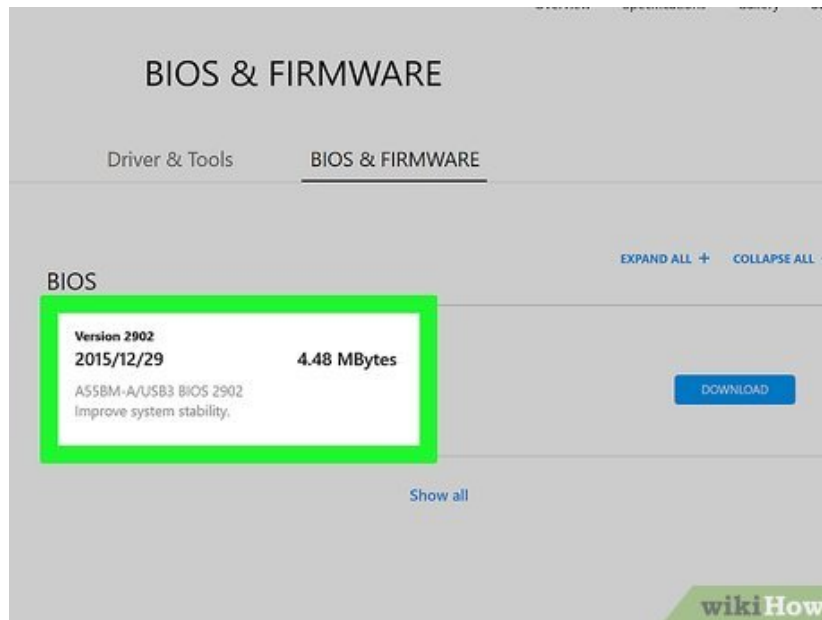 BIOS & FIRMWARE
Driver & Tools BIOS & FIRMWARE
EXPAND ALL + COLLAPSE ALL
BIOS
Version 2902
2015/12/29 4.48 MBytes
A55BM-A/USB3 BIOS 2902
Improve system stability.
DOWNLOAD
Show all
wikiHow